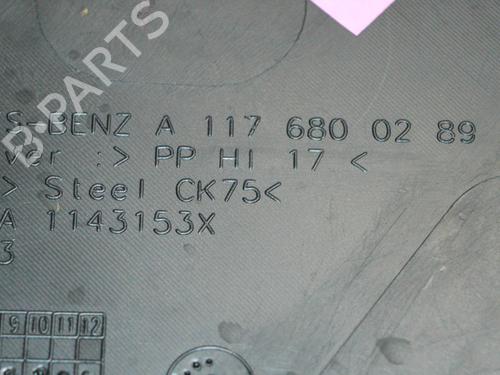 B-PARTS
S-BENZ A 117 680 02 89
ver :> PP HI 17 <
> Steel CK75<
A 1143153X
3
9 10 11 12